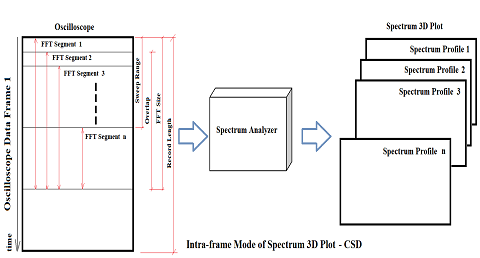 Oscilloscope
Spectrum 3D Plot
FFT Segment 1
FFT Segment 2
FFT Segment 3
FFT Segment n
Oscilloscope Data Frame 1
time
Sweep Range
Overlap
FFT Size
Record Length
Spectrum Analyzer
Spectrum Profile 1
Spectrum Profile 2
Spectrum Profile 3
Spectrum Profile n
Intra-frame Mode of Spectrum 3D Plot - CSD